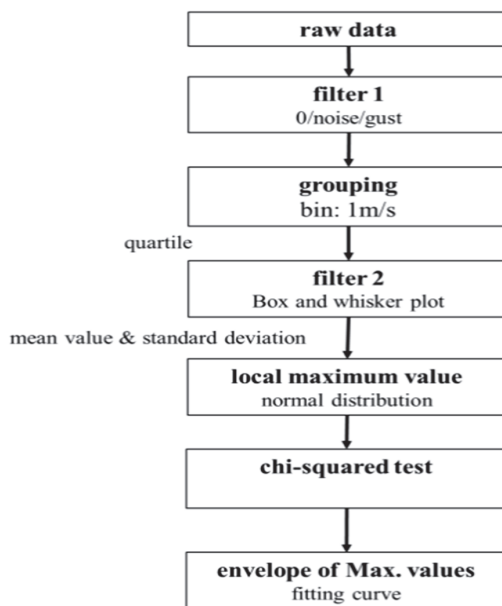 raw data
filter 1
0/noise/gust
grouping
bin: 1m/s
quartile
filter 2
Box and whisker plot
mean value & standard deviation
local maximum value
normal distribution
chi-squared test
envelope of Max. values
fitting curve